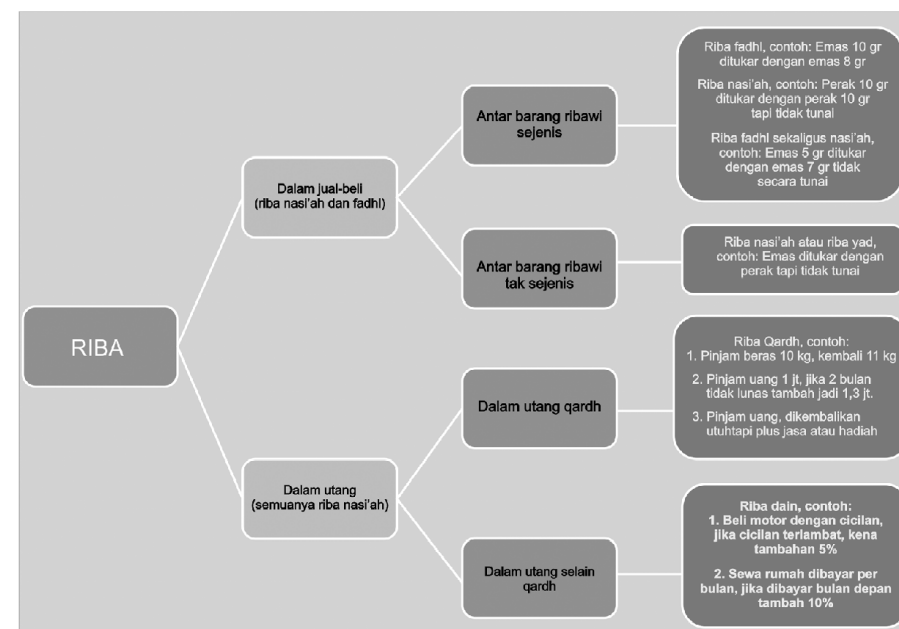 RIBA
Dalam jual-beli
(riba nasi'ah dan fadhl)
Antar barang ribawi
sejenis
Riba fadhl, contoh: Emas 10 gr
ditukar dengan emas 8 gr
Riba nasi'ah, contoh: Perak 10 gr
ditukar dengan perak 10 gr
tapi tidak tunai
Riba fadhl sekaligus nasi'ah,
contoh: Emas 5 gr ditukar
dengan emas 7 gr tidak
secara tunai
Antar barang ribawi
tak sejenis
Riba nasi'ah atau riba yad,
contoh: Emas ditukar dengan
perak tapi tidak tunai
Dalam utang
(semuanya riba nasi'ah)
Dalam utang qardh
Riba Qardh, contoh:
1. Pinjam beras 10 kg, kembali 11 kg
2. Pinjam uang 1 jt, jika 2 bulan
tidak lunas tambah jadi 1,3 jt.
3. Pinjam uang, dikembalikan
utuhtapi plus jasa atau hadiah
Dalam utang selain
qardh
Riba dain, contoh:
1. Beli motor dengan cicilan,
jika cicilan terlambat, kena
tambahan 5%
2. Sewa rumah dibayar per
bulan, jika dibayar bulan depan
tambah 10%